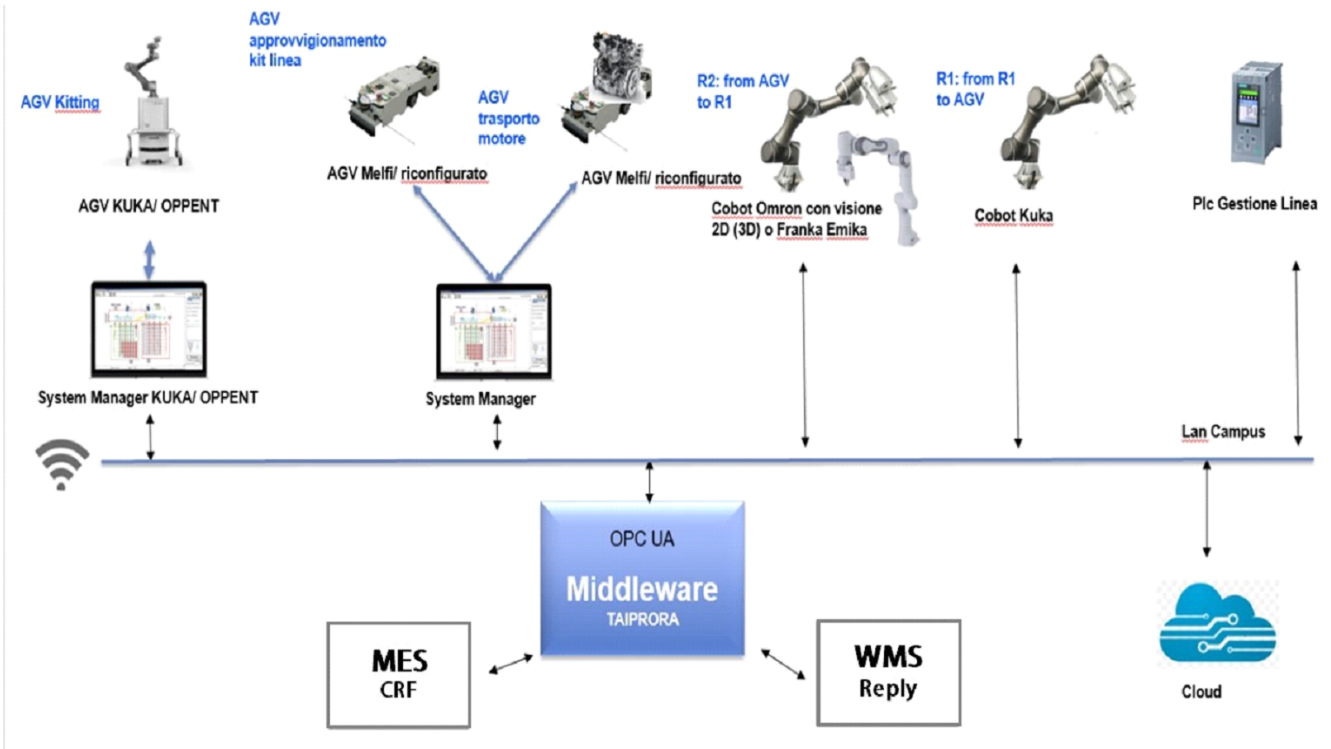 AGV
approvvigionamento
kit linea
AGV Kitting
AGV
trasporto
motore
R2: from AGV
to R1
R1: from R1
to AGV
AGV Melfi/ riconfigurato
AGV Melfi/ riconfigurato
AGV KUKA/ OPPENT
Cobot Omron con visione
2D (3D) o Franka Emika
Cobot Kuka
Plc Gestione Linea
System Manager KUKA/ OPPENT
System Manager
Lan Campus
OPC UA
Middleware
TAIPRORA
MES
CRF
WMS
Reply
Cloud